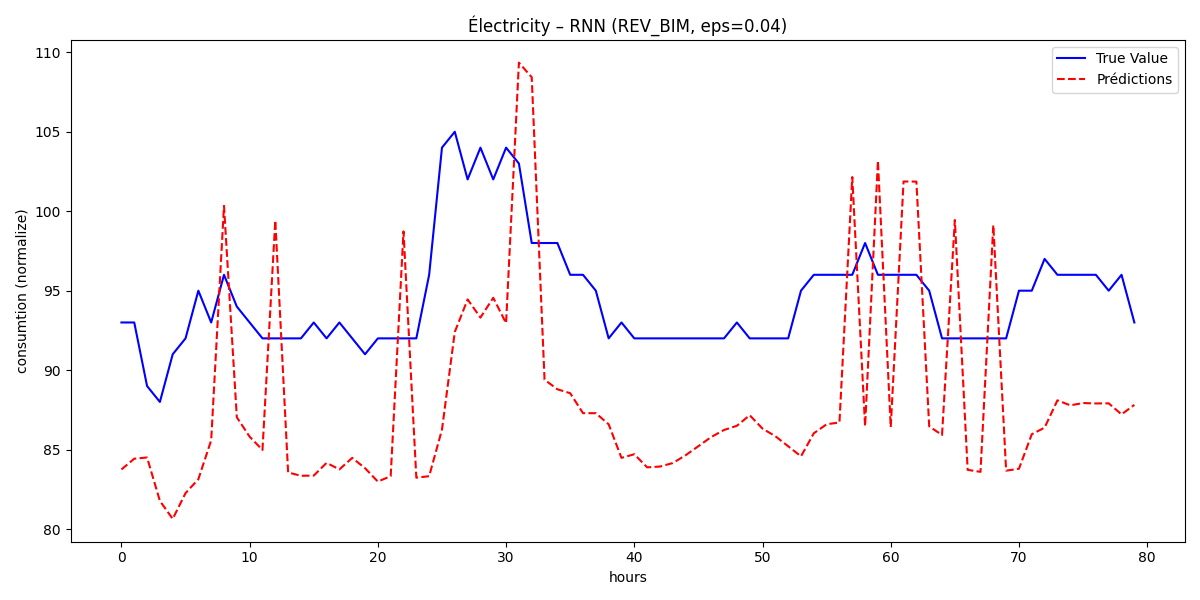 Électricity – RNN (REV_BIM, eps=0.04)
True Value
Prédictions
consumtion (normalize)
110
105
100
95
90
85
80
0 10 20 30 40 50 60 70 80
hours